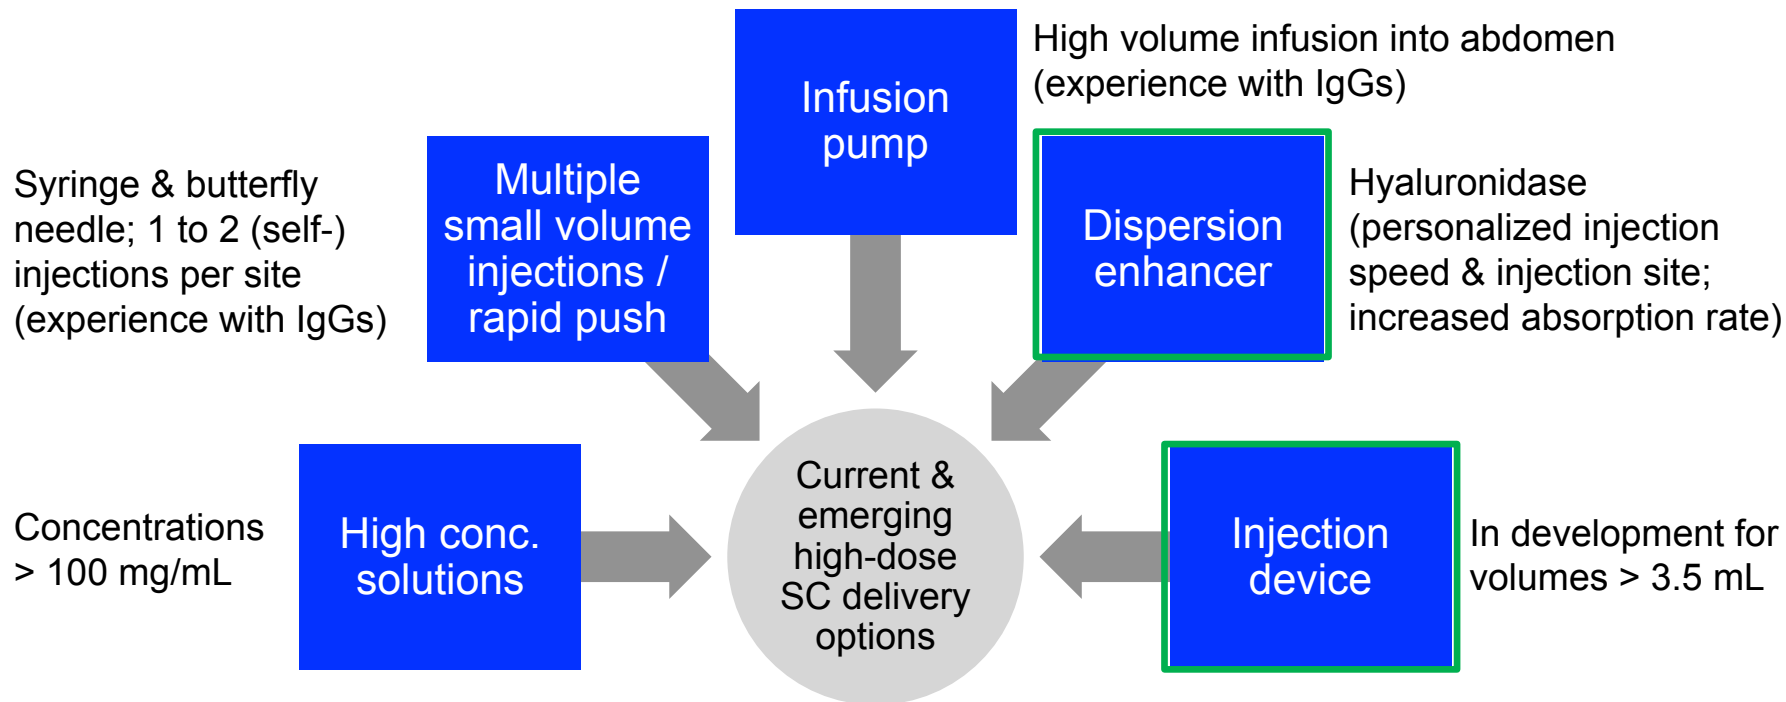 High volume infusion into abdomen
(experience with IgGs)
Infusion
pump
Syringe & butterfly
needle; 1 to 2 (self-)
injections per site
(experience with IgGs)
Multiple
small volume
injections /
rapid push
Dispersion
enhancer
Hyaluronidase
(personalized injection
speed & injection site;
increased absorption rate)
Concentrations
> 100 mg/mL
High conc.
solutions
Current &
emerging
high-dose
SC delivery
options
Injection
device
In development for
volumes > 3.5 mL